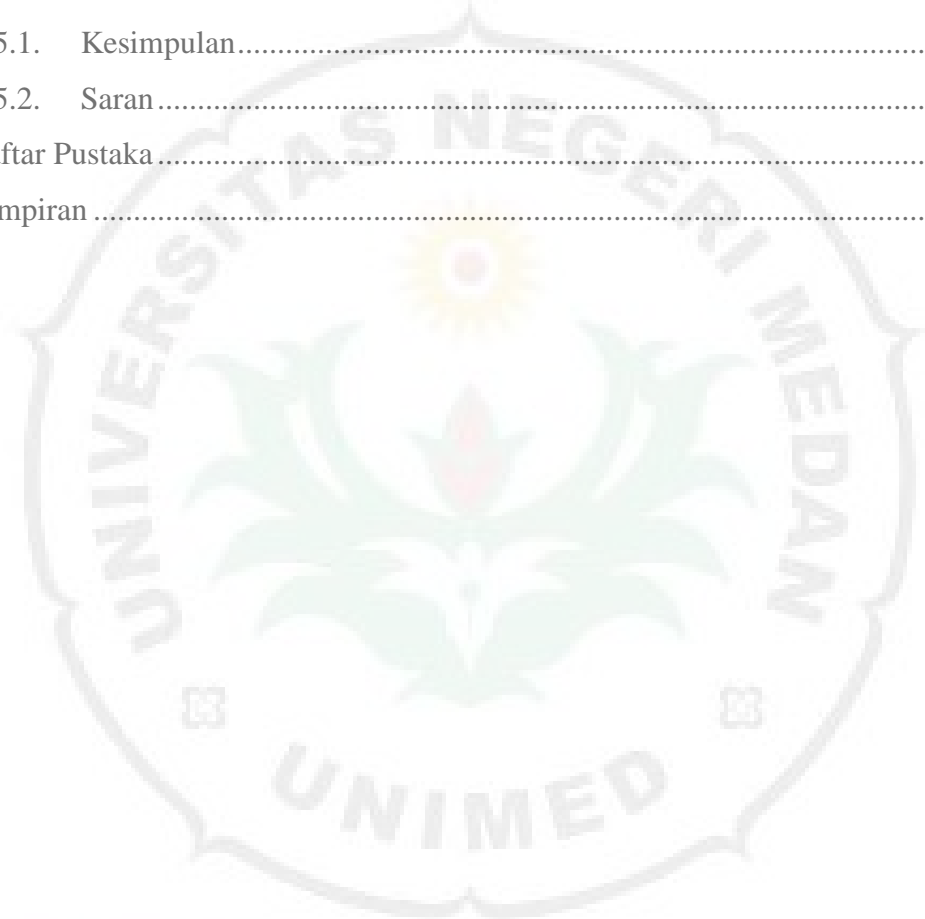 5.1. Kesimpulan........................................................................................
5.2. Saran..................................................................................................
ftar Pustaka...............................................................................................
mpiran.......................................................................................................
UNIVERSITAS NEGERI MEDAN
UNIMED